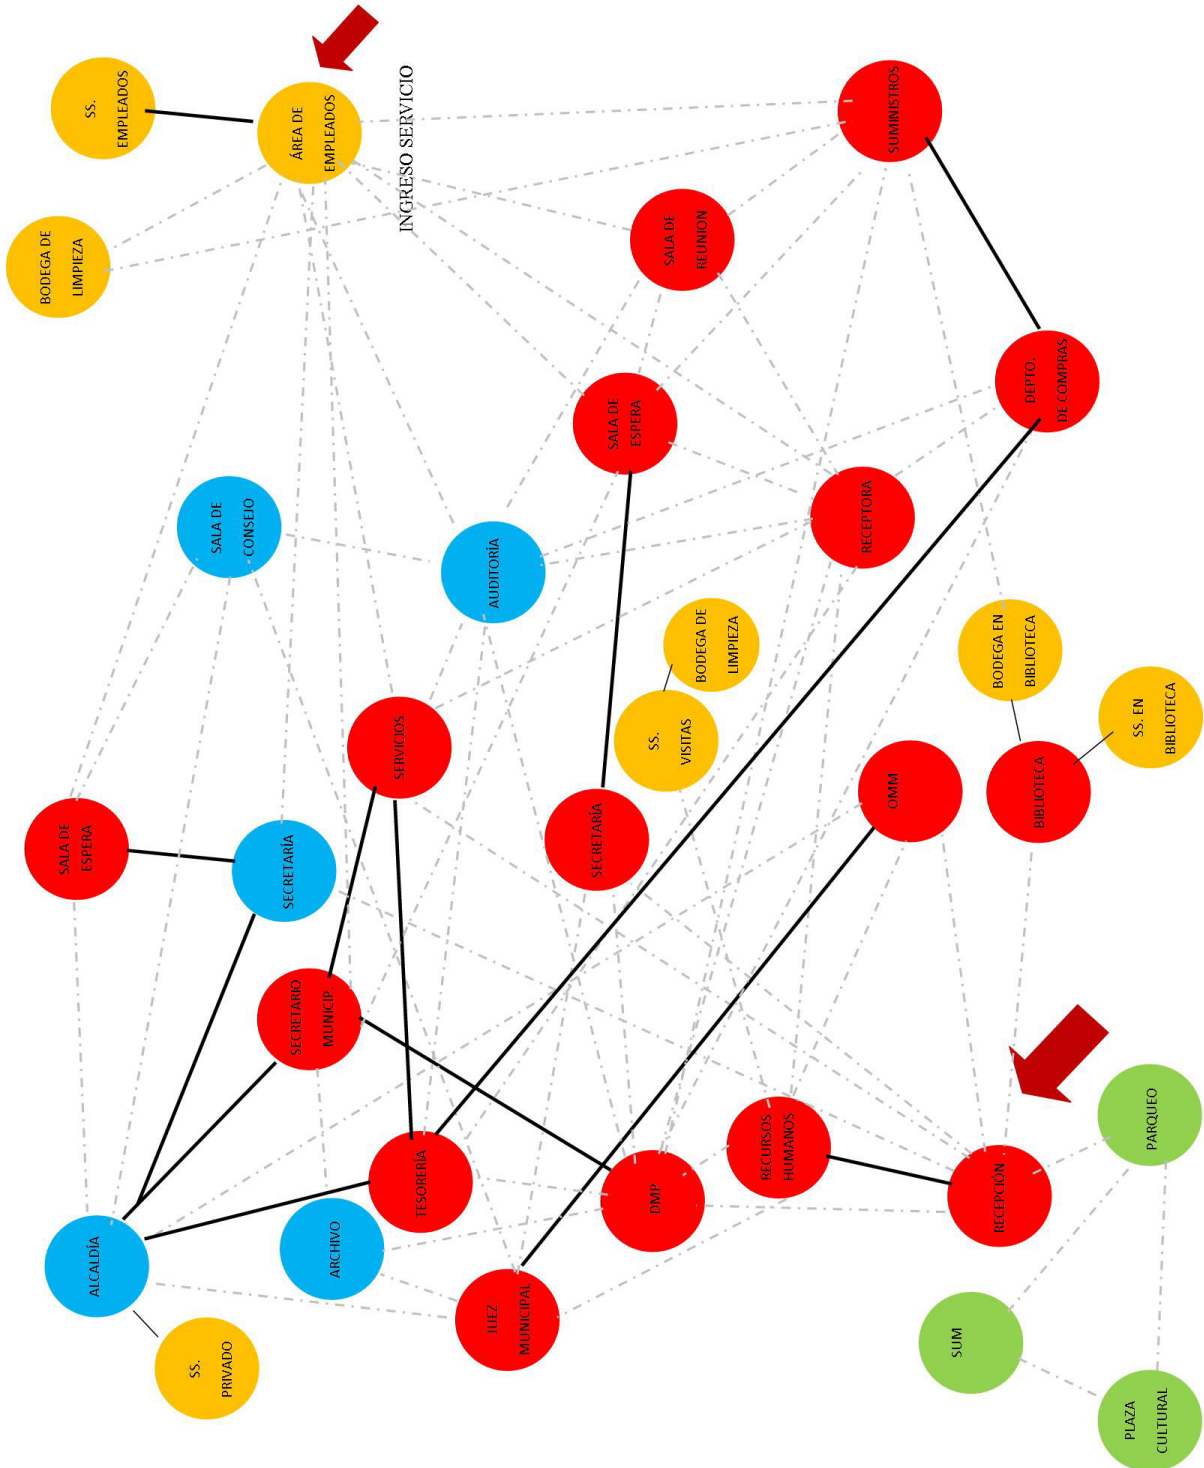 ALCALDÍA
SALA DE
ESPERA
BODEGA DE
LIMPIEZA
SS.
EMPLEADOS
SS.
PRIVADO
SALA DE
CONSEJO
SECRETARIO
MUNICIP.
SECRETARÍA
ÁREA DE
EMPLEADOS
ARCHIVO
SERVICIOS
INGRESO SERVICIO
TESORERÍA
AUDITORÍA
JUEZ
MUNICIPAL
SECRETARÍA
SALA DE
ESPERA
DMP
SS.
VISITAS
SALA DE
REUNION
BODEGA DE
LIMPIEZA
RECURSOS
HUMANOS
RECEPTORA
SUMINISTROS
OMM
SUM
RECEPCIÓN
BIBLIOTECA
BODEGA EN
BIBLIOTECA
DEPTO.
DE COMPRAS
PLAZA
CULTURAL
PARQUEO
SS. EN
BIBLIOTECA